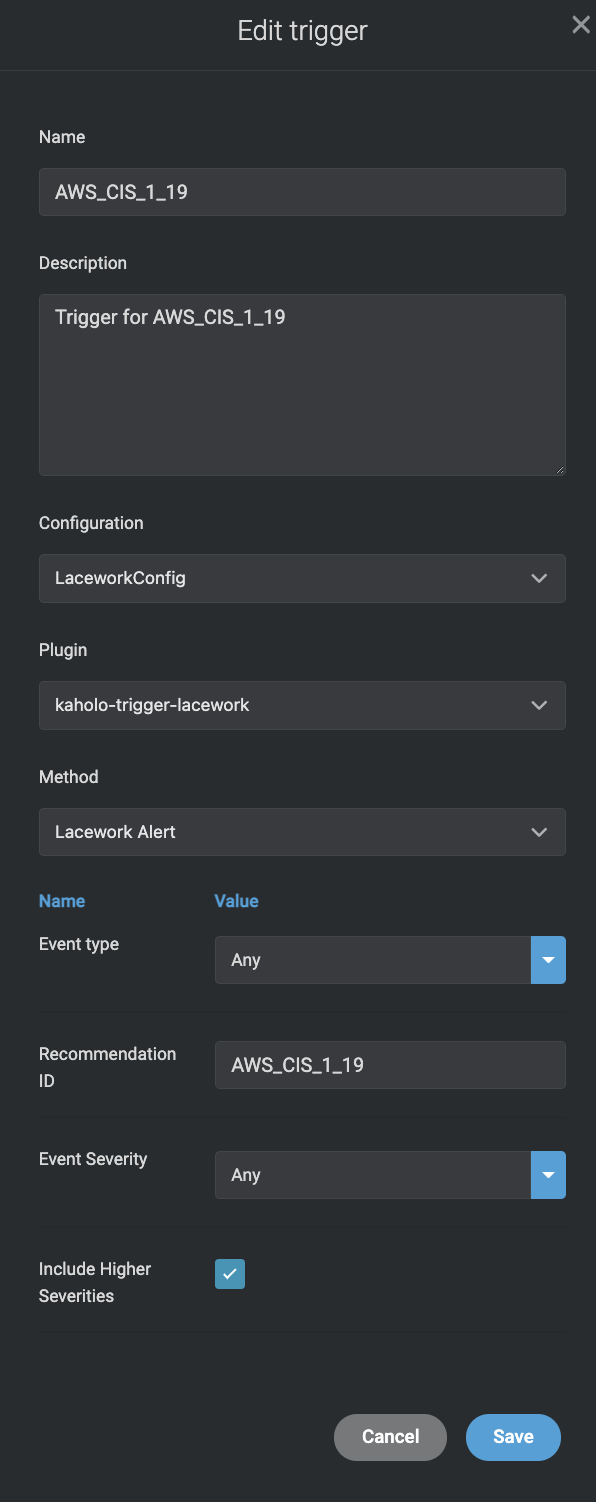 Edit trigger
Name
AWS_CIS_1_19
Description
Trigger for AWS_CIS_1_19
Configuration
LaceworkConfig
Plugin
kaholo-trigger-lacework
Method
Lacework Alert
Name Value
Event type Any
Recommendation
ID
AWS_CIS_1_19
Event Severity Any
Include Higher
Severities
Cancel Save